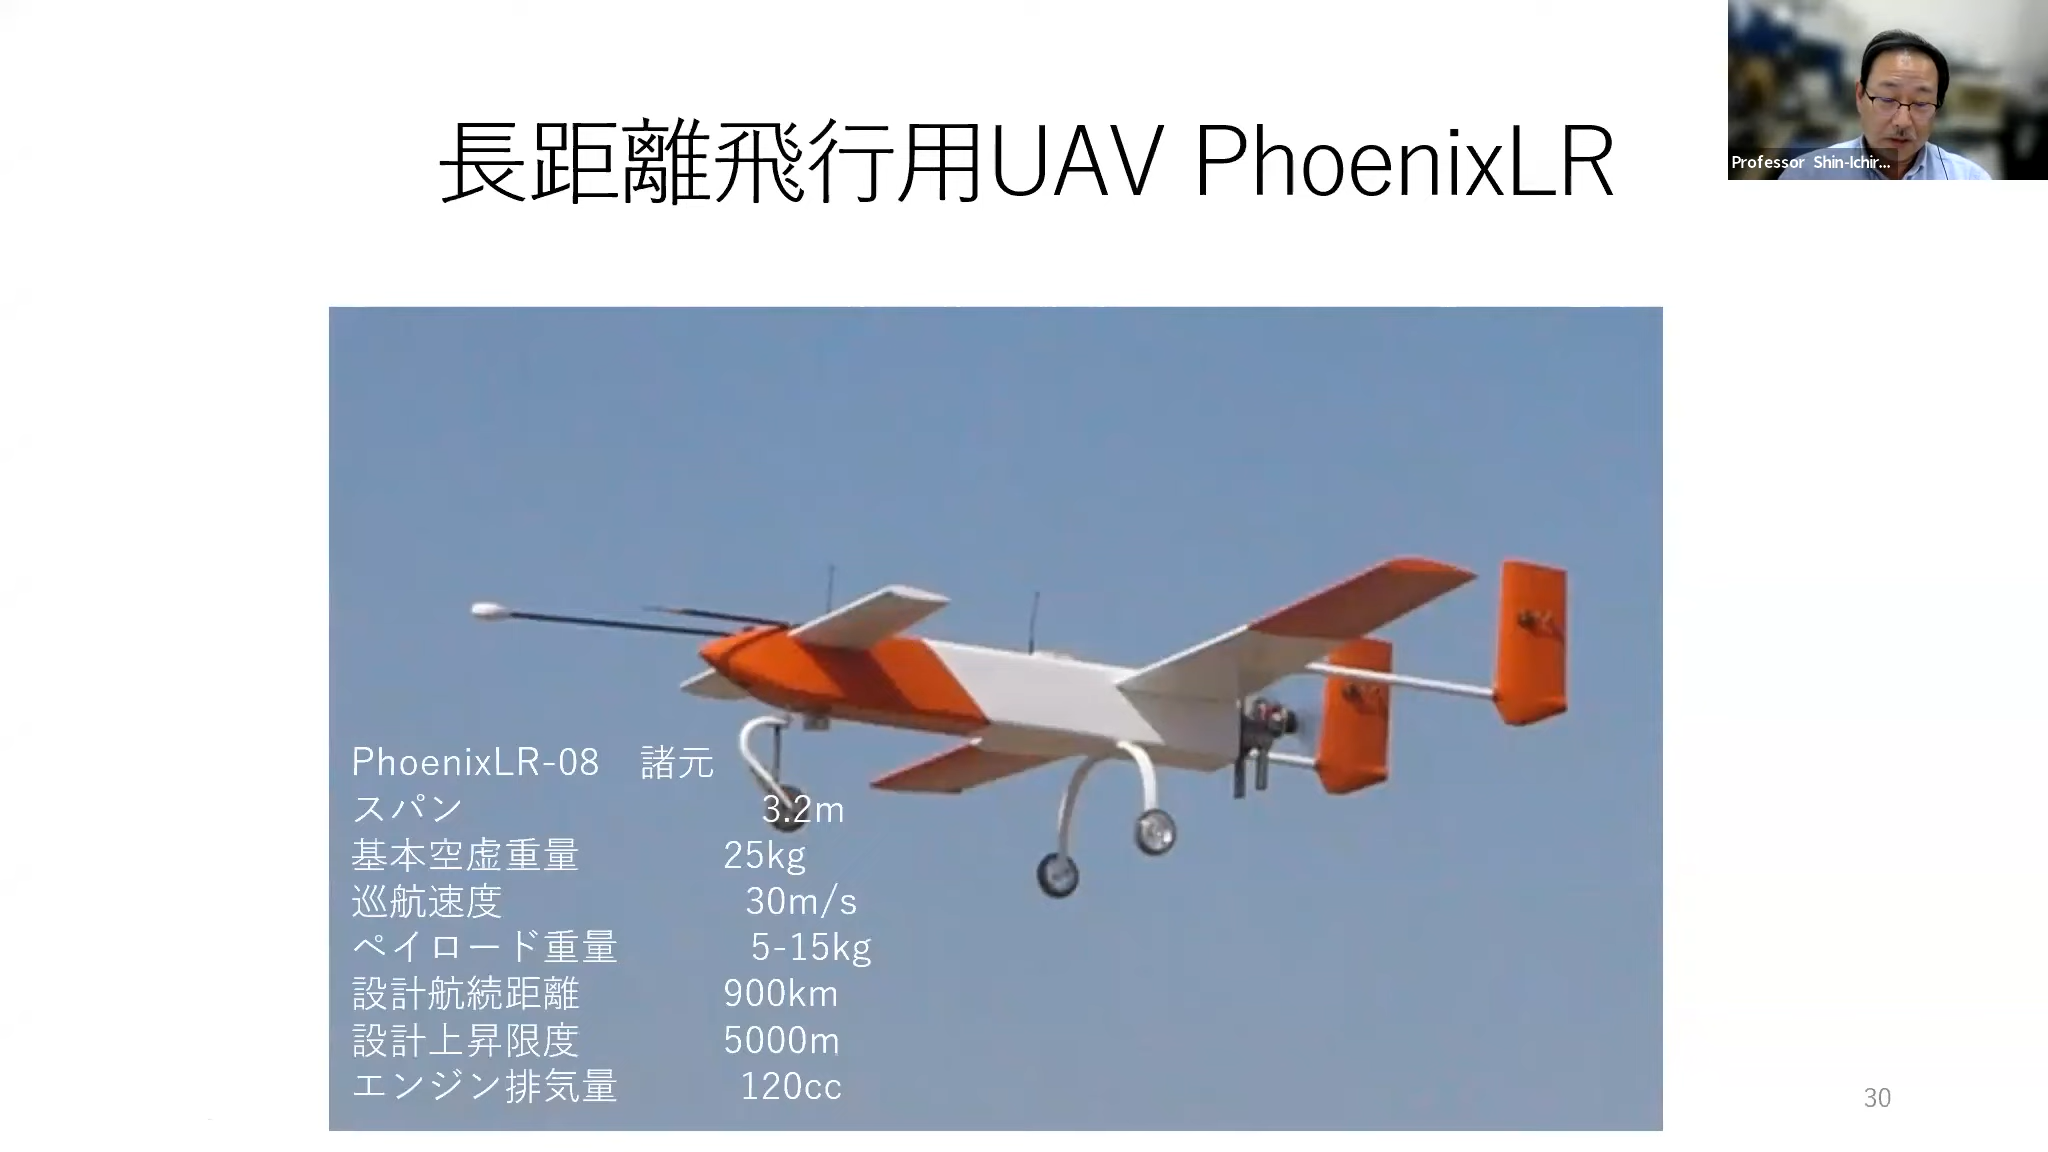 長距離飛行用UAV PhoenixLR
Professor Shin-Ichir...
PhoenixLR-08 諸元
スパン 3.2m
基本空虚重量 25kg
巡航速度 30m/s
ペイロード重量 5-15kg
設計航続距離 900km
設計上昇限度 5000m
エンジン排気量 120cc
30